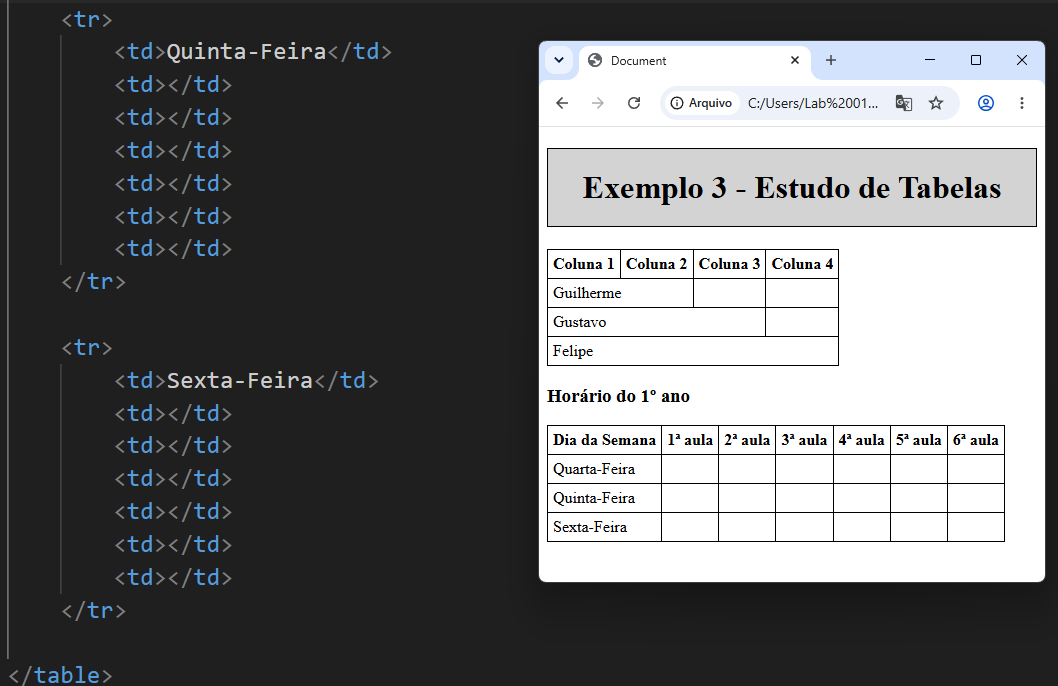 <tr>
<td>Quinta-Feira</td>
<td></td>
<td></td>
<td></td>
<td></td>
<td></td>
<td></td>
</tr>
<tr>
<td>Sexta-Feira</td>
<td></td>
<td></td>
<td></td>
<td></td>
<td></td>
<td></td>
</tr>
</table>
Document
Arquivo C:/Users/Lab%2001...
Exemplo 3 - Estudo de Tabelas
Coluna 1 Coluna 2 Coluna 3 Coluna 4
Guilherme
Gustavo
Felipe
Horário do 1º ano
Dia da Semana 1ª aula 2ª aula 3ª aula 4ª aula 5ª aula 6ª aula
Quarta-Feira
Quinta-Feira
Sexta-Feira